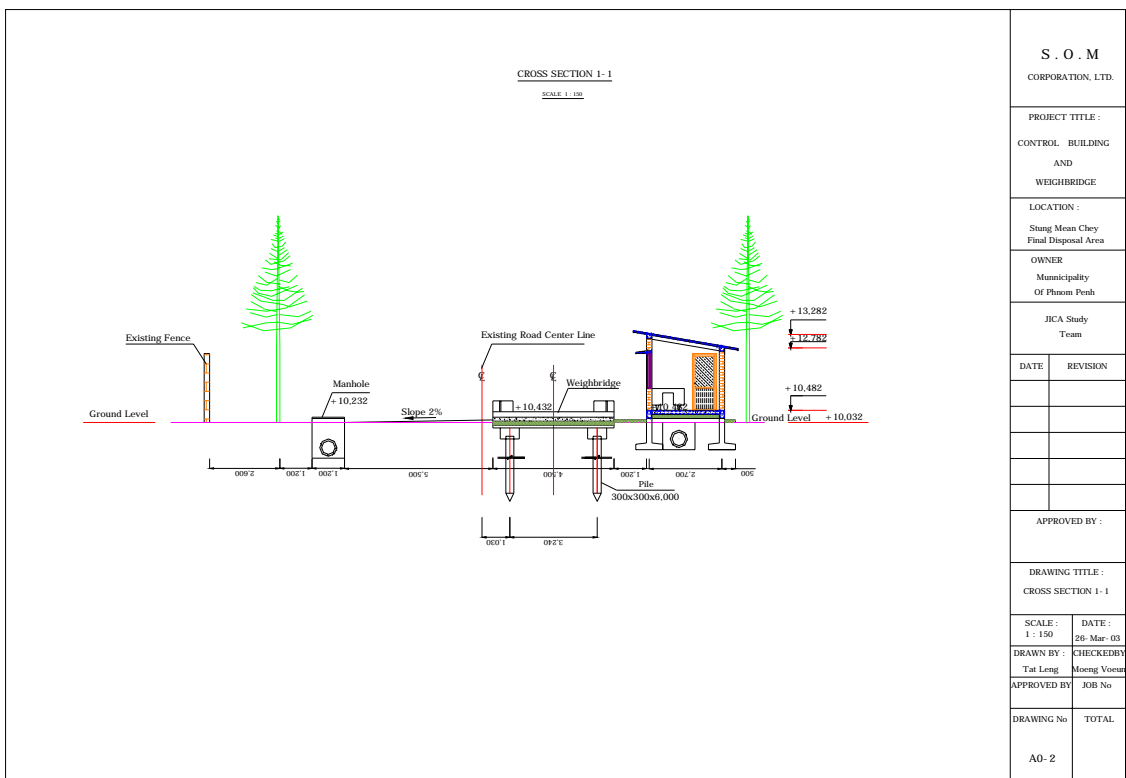 CROSS SECTION 1-1
SCALE 1 : 150
+13,282
+12,782
Existing Fence
Existing Road Center Line
Manhole
+10,232
Weighbridge
+10,482
Ground Level
Slope 2%
+10,432
+10,482
Ground Level
+10,032
2,600
1,200
1,200
5,500
4,500
1,200
2,700
500
Pile
300x300x6,000
1,030
3,240
S . O . M
CORPORATION, LTD.
PROJECT TITLE :
CONTROL BUILDING
AND
WEIGHBRIDGE
LOCATION :
Stung Mean Chey
Final Disposal Area
OWNER
Munnicipality
Of Phnom Penh
JICA Study
Team
DATE REVISION
APPROVED BY :
DRAWING TITLE :
CROSS SECTION 1-1
SCALE : DATE :
1 : 150 26-Mar-03
DRAWN BY : CHECKEDBY
Tat Leng Moeng Voeun
APPROVED BY JOB No
DRAWING No TOTAL
A0-2